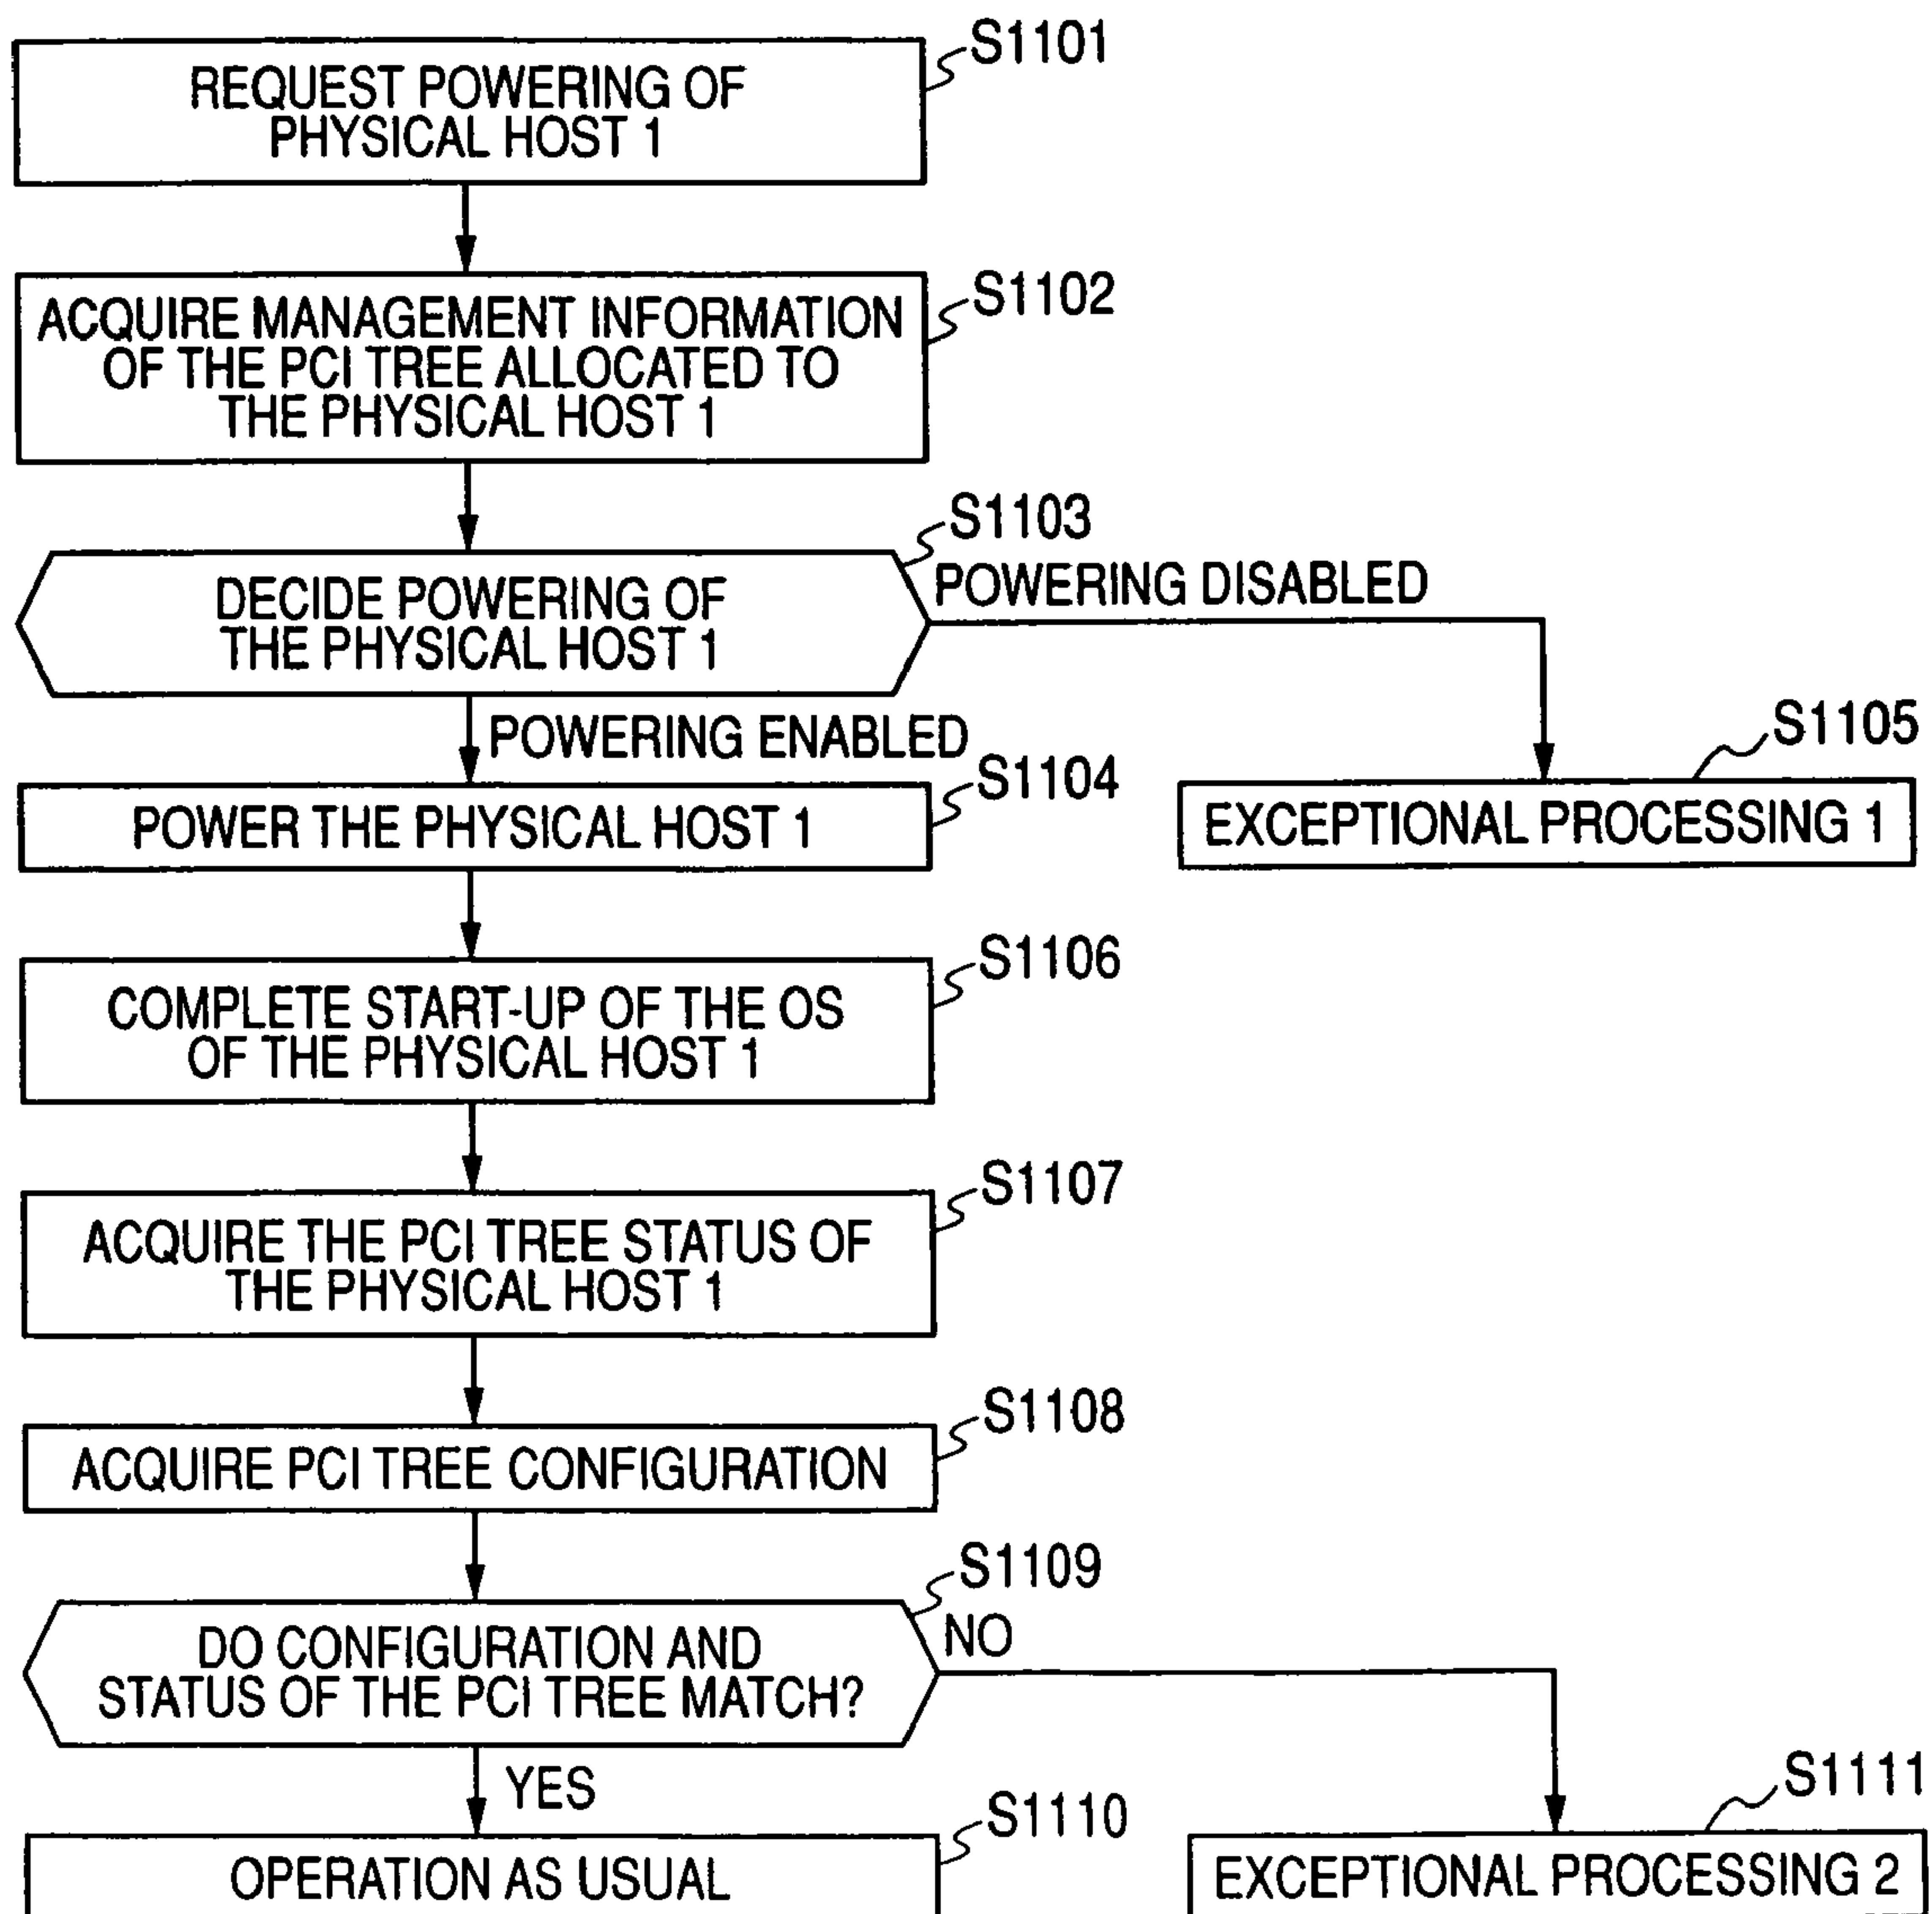 S1101
REQUEST POWERING OF
PHYSICAL HOST 1
S1102
ACQUIRE MANAGEMENT INFORMATION
OF THE PCI TREE ALLOCATED TO
THE PHYSICAL HOST 1
S1103
DECIDE POWERING OF
THE PHYSICAL HOST 1
POWERING DISABLED
POWERING ENABLED
S1104
POWER THE PHYSICAL HOST 1
S1105
EXCEPTIONAL PROCESSING 1
S1106
COMPLETE START-UP OF THE OS
OF THE PHYSICAL HOST 1
S1107
ACQUIRE THE PCI TREE STATUS OF
THE PHYSICAL HOST 1
S1108
ACQUIRE PCI TREE CONFIGURATION
S1109
DO CONFIGURATION AND
STATUS OF THE PCI TREE MATCH?
NO
YES
S1110
OPERATION AS USUAL
S1111
EXCEPTIONAL PROCESSING 2